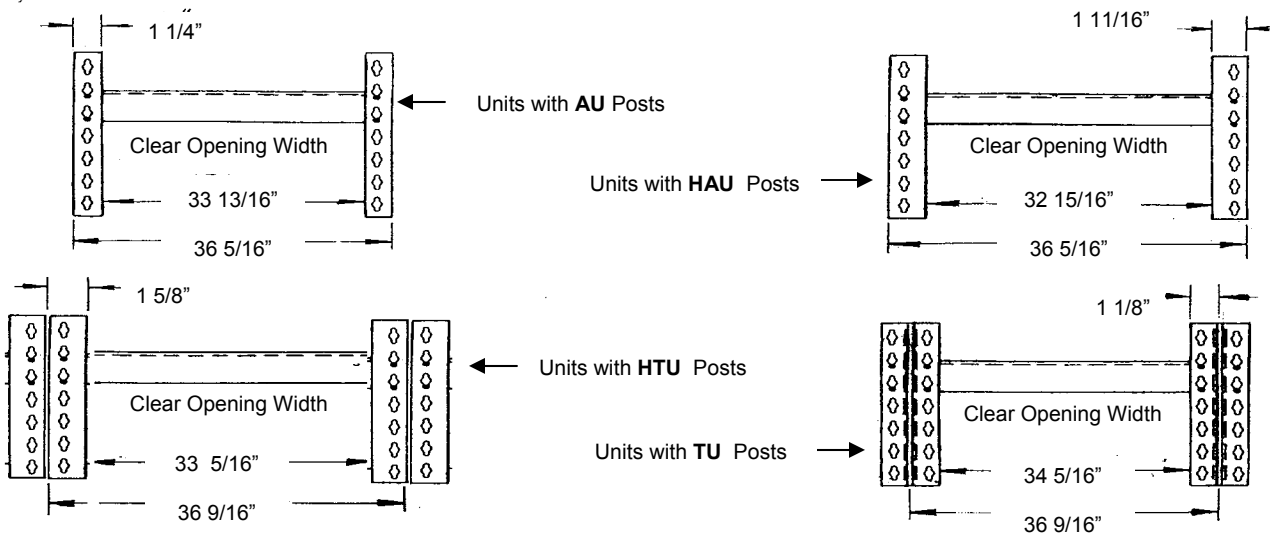 1 1/4”
Units with AU Posts
Clear Opening Width
33 13/16”
36 5/16”
1 11/16”
Units with HAU Posts
Clear Opening Width
32 15/16”
36 5/16”
1 5/8”
Units with HTU Posts
Clear Opening Width
33 5/16”
36 9/16”
1 1/8”
Units with TU Posts
Clear Opening Width
34 5/16”
36 9/16”